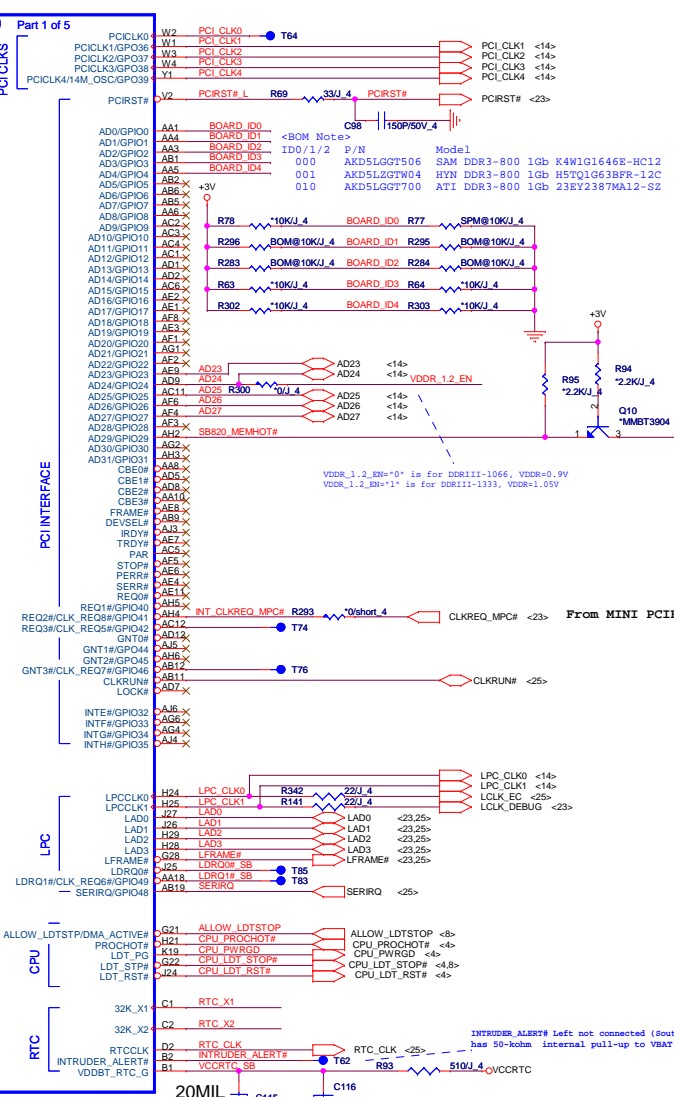 Part 1 of 5
PCI CLKS
PCICLK0 W2 PCI_CLK0 T64
PCICLK1/GPO36 W1 PCI_CLK1 PCI_CLK1 <14>
PCICLK2/GPO37 W3 PCI_CLK2 PCI_CLK2 <14>
PCICLK3/GPO38 W4 PCI_CLK3 PCI_CLK3 <14>
PCICLK4/14M_OSC/GPO39 Y1 PCI_CLK4 PCI_CLK4 <14>
PCIRST# V2 PCIRST#_L R69 33/J_4 PCIRST# PCIRST# <23>
C98 150P/50V_4
AD0/GPIO0 AA1 BOARD_ID0
AD1/GPIO1 AA4 BOARD_ID1
AD2/GPIO2 AA3 BOARD_ID2
AD3/GPIO3 AB1 BOARD_ID3
AD4/GPIO4 AA5 BOARD_ID4
<BOM Note>
ID0/1/2 P/N Model
000 AKD5LGGT506 SAM DDR3-800 1Gb K4W1G1646E-HC12
001 AKD5LZGTW04 HYN DDR3-800 1Gb H5TQ1G63BFR-12C
010 AKD5LGGT700 ATI DDR3-800 1Gb 23EY2387MA12-SZ
AD5/GPIO5 AB2
AD6/GPIO6 AB6
AD7/GPIO7 AB5
AD8/GPIO8 AA6
AD9/GPIO9 AC2
AD10/GPIO10 AC3
AD11/GPIO11 AC4
AD12/GPIO12 AC1
AD13/GPIO13 AD1
AD14/GPIO14 AD2
AD15/GPIO15 AC6
AD16/GPIO16 AE2
AD17/GPIO17 AE1
AD18/GPIO18 AF8
AD19/GPIO19 AE3
AD20/GPIO20 AF1
AD21/GPIO21 AG1
AD22/GPIO22 AF2
+3V
R78 *10K/J_4 BOARD_ID0 R77 SPM@10K/J_4
R296 BOM@10K/J_4 BOARD_ID1 R295 BOM@10K/J_4
R283 BOM@10K/J_4 BOARD_ID2 R284 BOM@10K/J_4
R63 *10K/J_4 BOARD_ID3 R64 *10K/J_4
R302 *10K/J_4 BOARD_ID4 R303 *10K/J_4
+3V
R95
*2.2K/J_4
R94
*2.2K/J_4
2
Q10
*MMBT3904
1 3
AD23/GPIO23 AE9 AD23 AD23 <14>
AD24/GPIO24 AD9 AD24 AD24 <14>
R300 *0/J_4 VDDR_1.2_EN
AD25/GPIO25 AC11 AD25 AD25 <14>
AD26/GPIO26 AF6 AD26 AD26 <14>
AD27/GPIO27 AF4 AD27 AD27 <14>
AD28/GPIO28 AF3
AD29/GPIO29 AH2 SB820_MEMHOT#
AD30/GPIO30 AG2
AD31/GPIO31 AH3
VDDR_1.2_EN="0" is for DDRIII-1066, VDDR=0.9V
VDDR_1.2_EN="1" is for DDRIII-1333, VDDR=1.05V
PCI INTERFACE
CBE0# AA8
CBE1# AD5
CBE2# AD8
CBE3# AA10
FRAME# AE8
DEVSEL# AB9
IRDY# AJ3
TRDY# AE7
PAR AC5
STOP# AF5
PERR# AE6
SERR# AE4
REQ0# AE11
REQ1#/GPIO40 AH5
REQ2#/CLK_REQ8#/GPIO41 AH4 INT_CLKREQ_MPC# R293 *0/short_4 CLKREQ_MPC# <23>
REQ3#/CLK_REQ5#/GPIO42 AC12 T74
GNT0# AD12
GNT1#/GPO44 AJ5
GNT2#/GPO45 AH6
GNT3#/CLK_REQ7#/GPIO46 AB12 T76
CLKRUN# AB11 CLKRUN# <25>
LOCK# AD7
INTE#/GPIO32 AJ6
INTF#/GPIO33 AG6
INTG#/GPIO34 AG4
INTH#/GPIO35 AJ4
LPC
LPC_CLK0 <14>
LPC_CLK1 <14>
LPCCLK0 H24 LPC_CLK0 R342 22/J_4 LCLK_EC <25>
LPCCLK1 H25 LPC_CLK1 R141 22/J_4 LCLK_DEBUG <23>
LAD0 J27 LAD0 LAD0 <23,25>
LAD1 J26 LAD1 LAD1 <23,25>
LAD2 H29 LAD2 LAD2 <23,25>
LAD3 H28 LAD3 LAD3 <23,25>
LFRAME# G28 LFRAME# LFRAME# <23,25>
LDRQ0# J25 LDRQ0#_SB T85
LDRQ1#/CLK_REQ6#/GPIO49 AA18 LDRQ1#_SB T83
SERIRQ/GPIO48 AB19 SERIRQ SERIRQ <25>
CPU
ALLOW_LDTSTP/DMA_ACTIVE# G21 ALLOW_LDTSTOP ALLOW_LDTSTOP <8>
PROCHOT# H21 CPU_PROCHOT# CPU_PROCHOT# <4>
LDT_PG K19 CPU_PWRGD CPU_PWRGD <4>
LDT_STP# G22 CPU_LDT_STOP# CPU_LDT_STOP# <4,8>
LDT_RST# J24 CPU_LDT_RST# CPU_LDT_RST# <4>
RTC
32K_X1 C1 RTC_X1
32K_X2 C2 RTC_X2
RTCCLK D2 RTC_CLK RTC_CLK <25>
INTRUDER_ALERT# B2 INTRUDER_ALERT# T62
VDDBT_RTC_G B1 VCCRTC_SB R93 510/J_4 VCCRTC
INTRUDER_ALERT# Left not connected (Sout
has 50-kohm internal pull-up to VBAT
20MIL C116